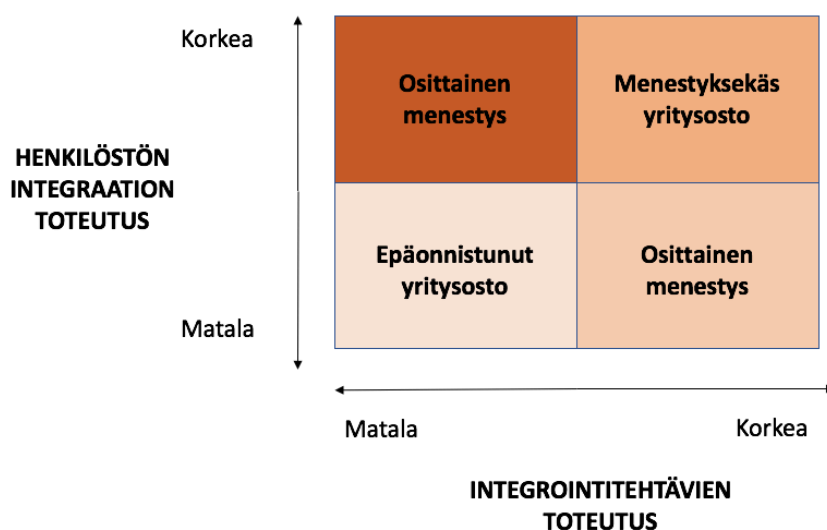 Korkea
Osittainen
menestys
Menestyksekäs
yritysosto
HENKILÖSTÖN
INTEGRAATION
TOTEUTUS
Epäonnistunut
yritysosto
Osittainen
menestys
Matala
Matala
Korkea
INTEGROINTITEHTÄVIEN
TOTEUTUS